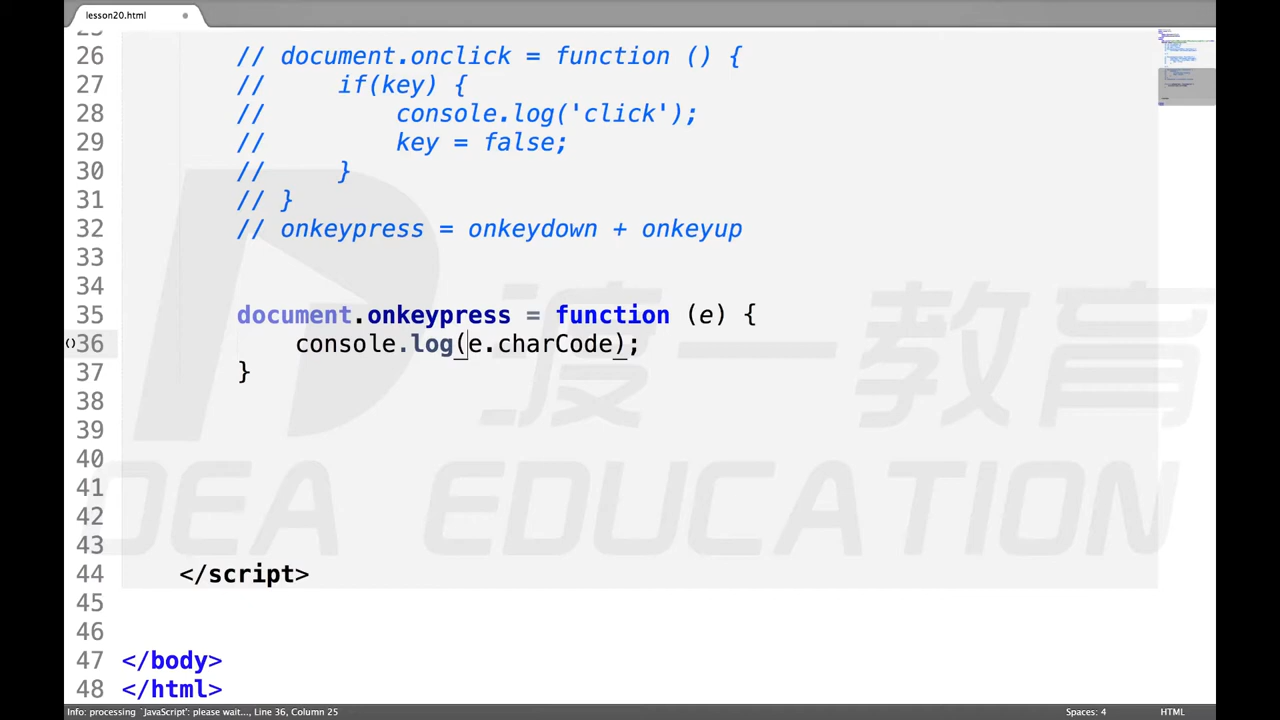 lesson20.html
26 // document.onclick = function () {
27 // if(key) {
28 // console.log('click');
29 // key = false;
30 // }
31 // }
32 // onkeypress = onkeydown + onkeyup
33
34
35 document.onkeypress = function (e) {
36 console.log(e.charCode);
37 }
38
39
40
41
42
43
44 </script>
45
46
47 </body>
48 </html>
渡一教育
IDEA EDUCATION
Info: processing `JavaScript': please wait..., Line 36, Column 25
Spaces: 4
HTML